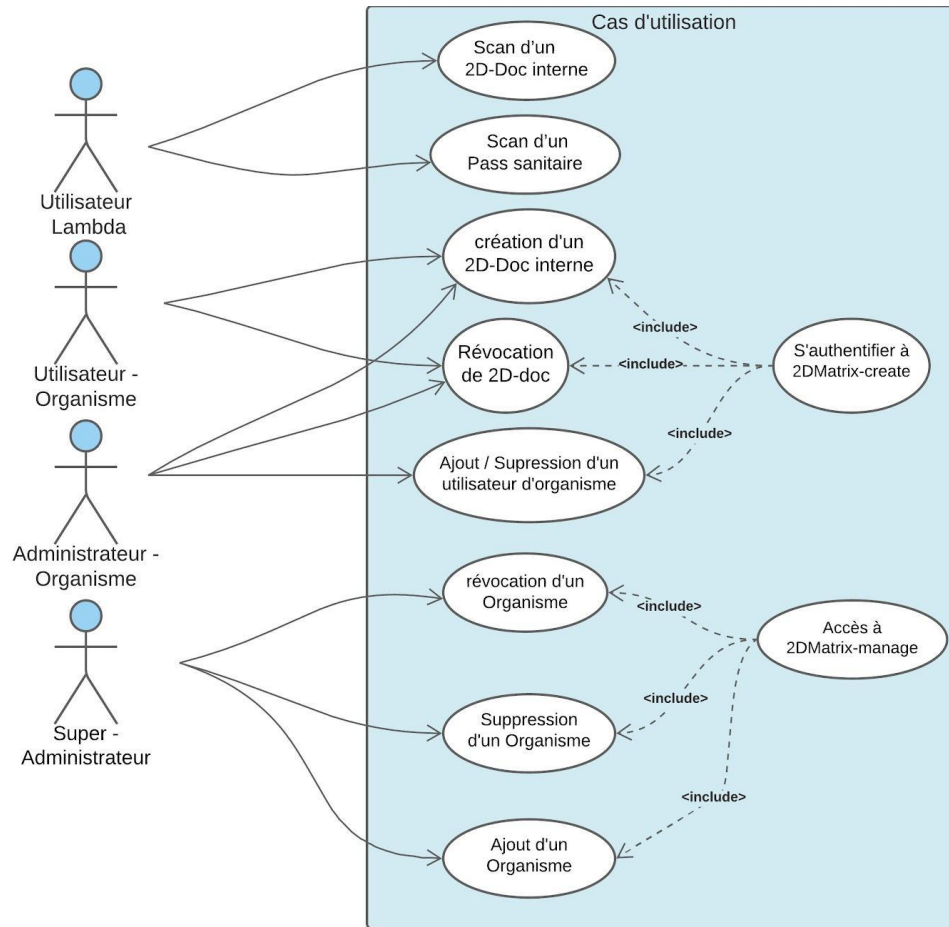 Cas d'utilisation
Scan d'un
2D-Doc interne
Scan d'un
Pass sanitaire
Utilisateur
Lambda
création d'un
2D-Doc interne
<include>
Utilisateur -
Organisme
Révocation
de 2D-doc
<include>
S'authentifier à
2DMatrix-create
<include>
Ajout / Supression d'un
utilisateur d'organisme
Administrateur -
Organisme
révocation d'un
Organisme
<include>
Accès à
2DMatrix-manage
Super -
Administrateur
<include>
Suppression
d'un Organisme
<include>
Ajout d'un
Organisme